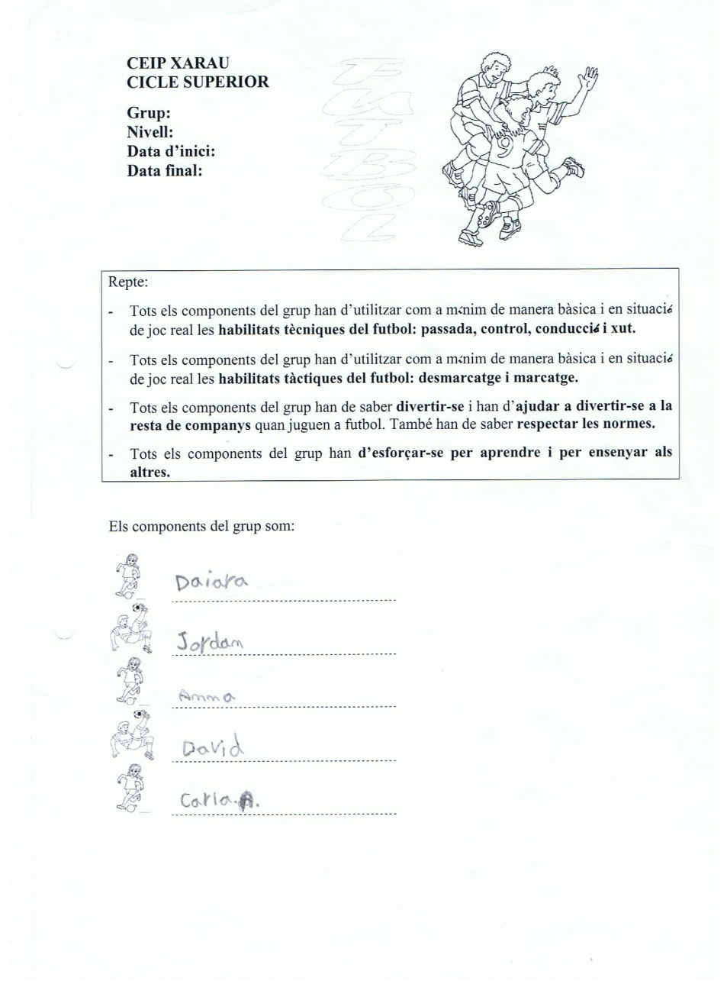 CEIP XARAU
CICLE SUPERIOR
Grup:
Nivell:
Data d'inici:
Data final:
FUTBOL
9
Repte:
- Tots els components del grup han d'utilitzar com a mínim de manera bàsica i en situació
de joc real les habilitats tècniques del futbol: passada, control, conducció i xut.
- Tots els components del grup han d'utilitzar com a mínim de manera bàsica i en situació
de joc real les habilitats tàctiques del futbol: desmarcatge i marcatge.
- Tots els components del grup han de saber divertir-se i han d'ajudar a divertir-se a la
resta de companys quan juguen a futbol. També han de saber respectar les normes.
- Tots els components del grup han d'esforçar-se per aprendre i per ensenyar als
altres.
Els components del grup som:
Daiara
Jordam
Anna
David
Carla.A.